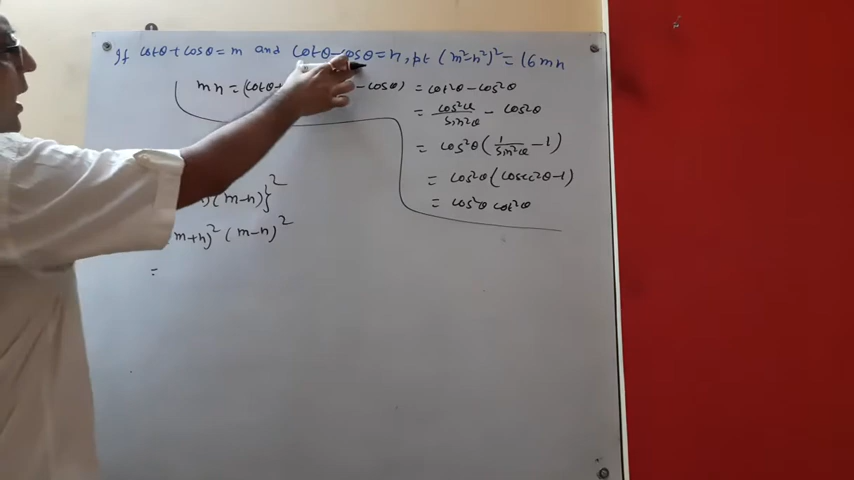 If cotθ + cosθ = m and cotθ - cosθ = n, pt (m²-n²)² = 16mn
mn = (cotθ - cosθ) = cot²θ - cos²θ
= cos²θ/sin²θ - cos²θ
= cos²θ (1/sin²θ - 1)
= cos²θ (cosec²θ - 1)
= cos²θ cot²θ
(m-n)}²
m+n)² (m-n)²
=